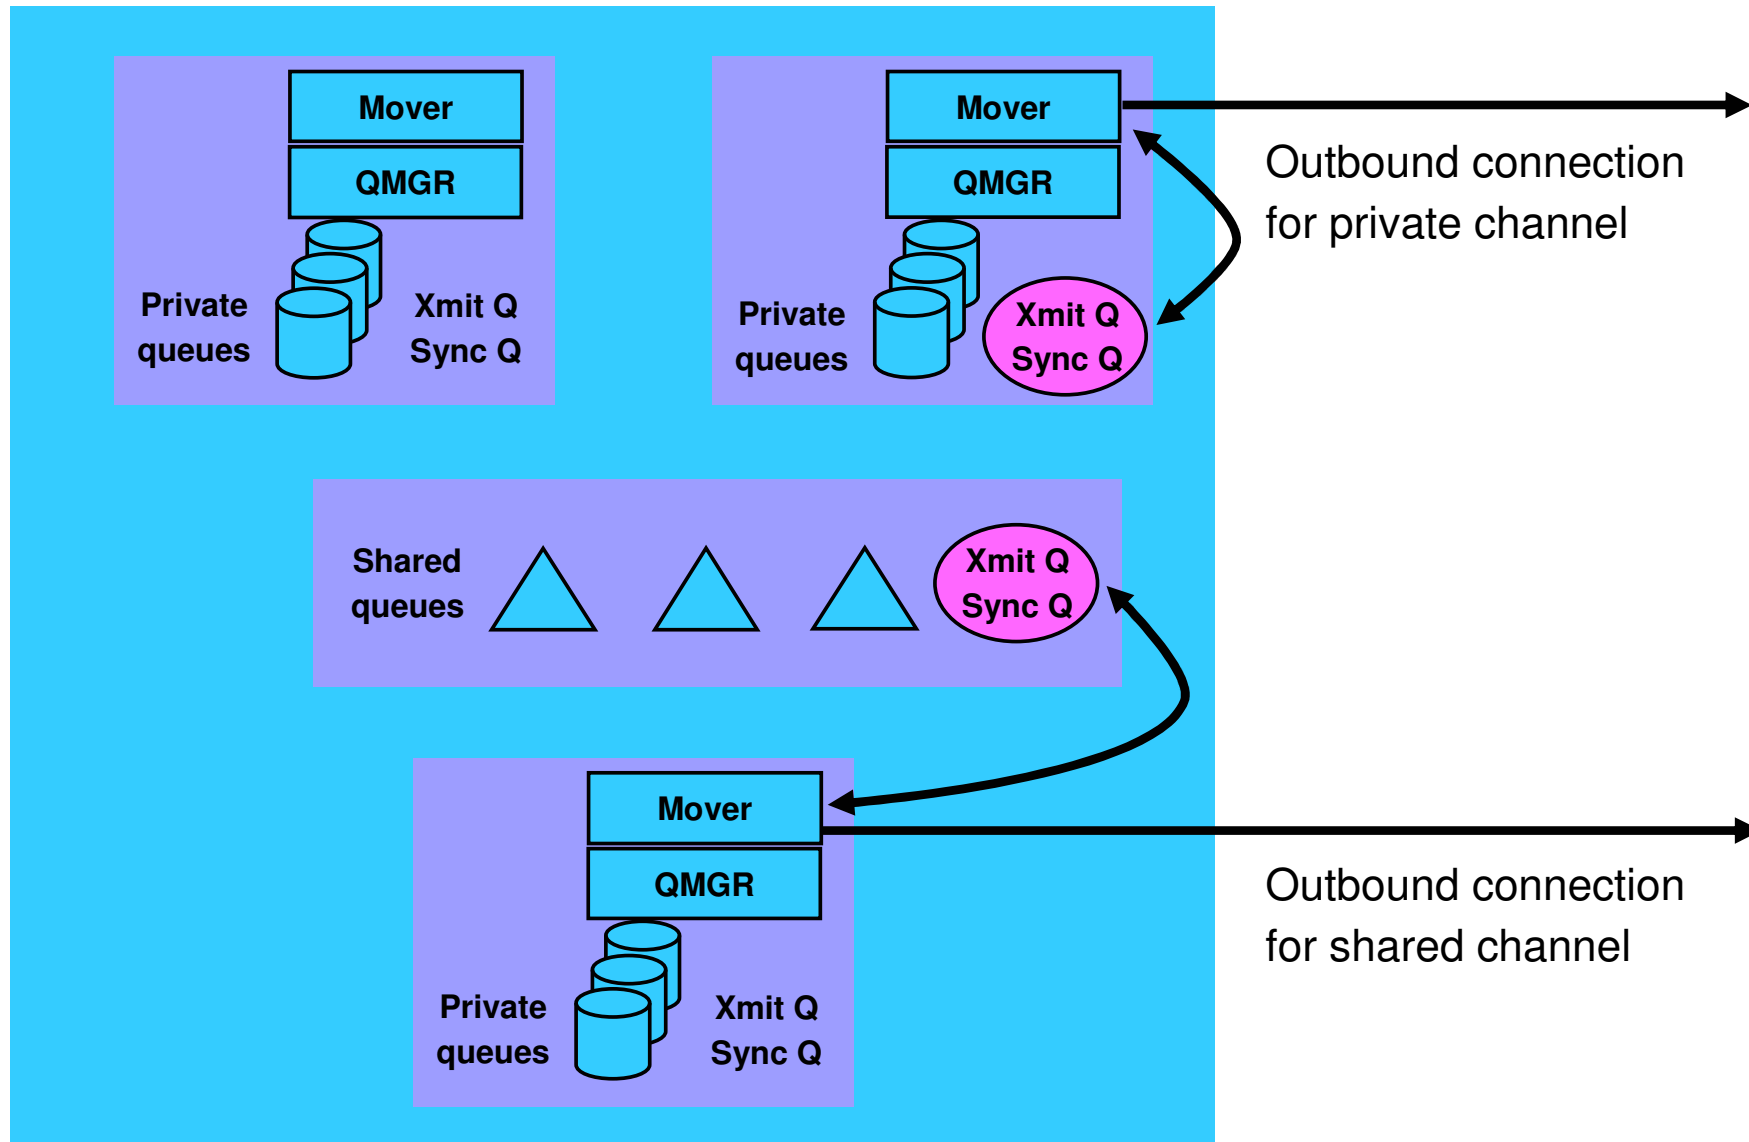 Mover
QMGR
Private
queues
Xmit Q
Sync Q
Mover
QMGR
Private
queues
Xmit Q
Sync Q
Outbound connection
for private channel
Shared
queues
Xmit Q
Sync Q
Mover
QMGR
Private
queues
Xmit Q
Sync Q
Outbound connection
for shared channel